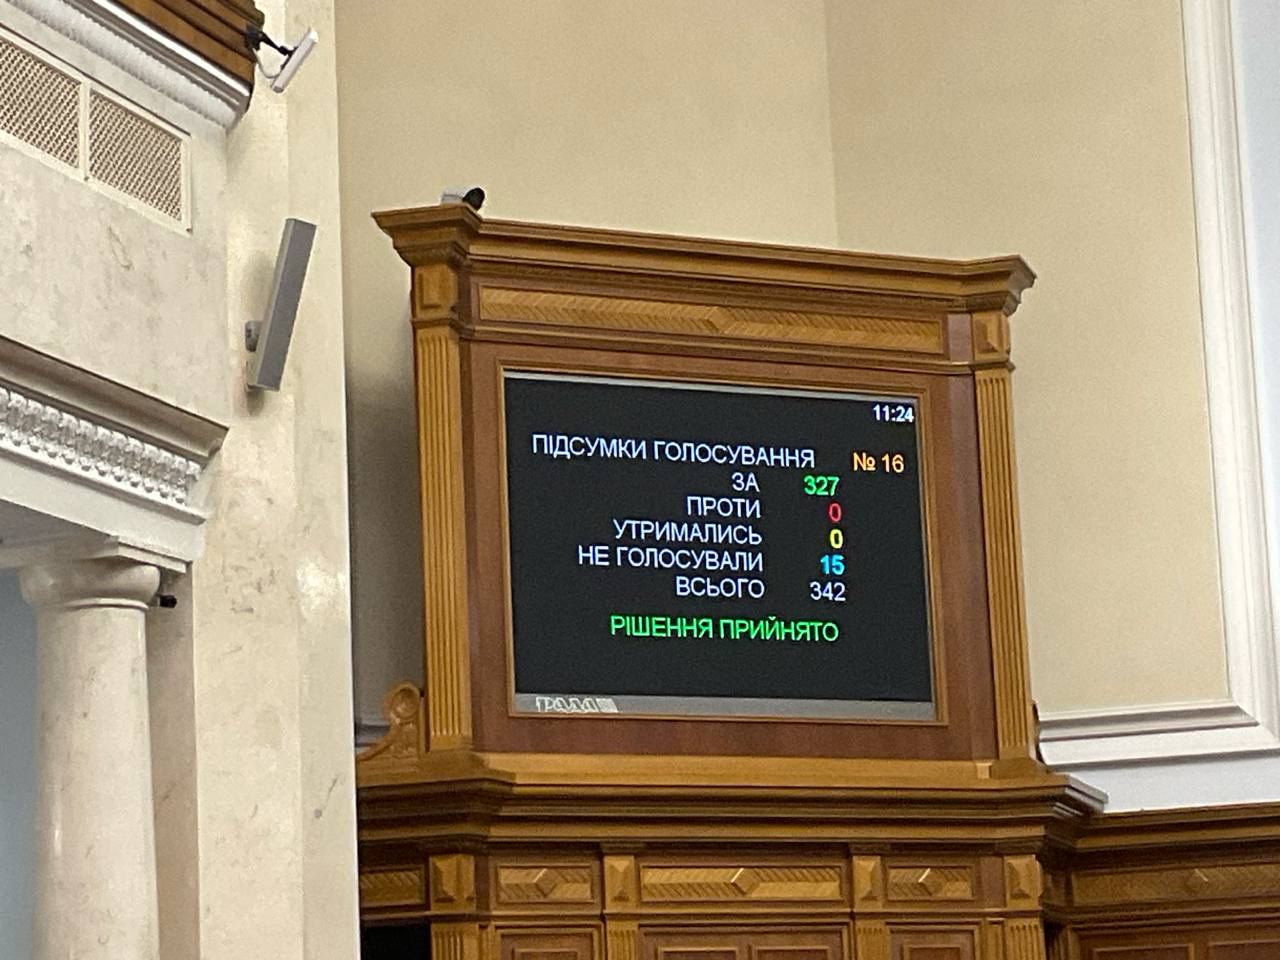 11:24
ПІДСУМКИ ГОЛОСУВАННЯ № 16
ЗА 327
ПРОТИ 0
УТРИМАЛИСЬ 0
НЕ ГОЛОСУВАЛИ 15
ВСЬОГО 342
РІШЕННЯ ПРИЙНЯТО